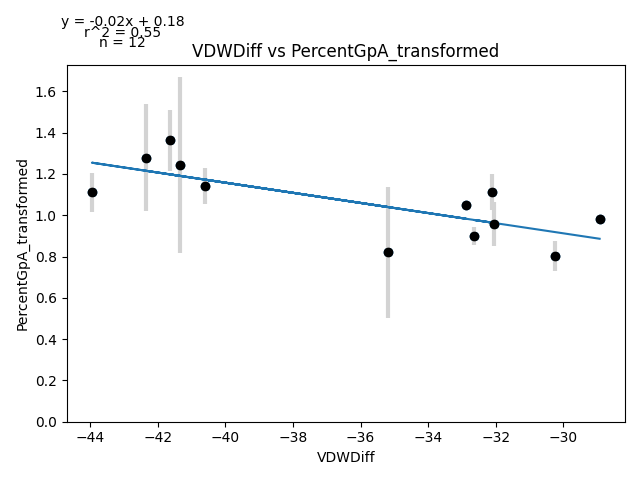 y = -0.02x + 0.18
r^2 = 0.55
n = 12
VDWDiff vs PercentGpA_transformed
PercentGpA_transformed
1.6
1.4
1.2
1.0
0.8
0.6
0.4
0.2
0.0
−44 −42 −40 −38 −36 −34 −32 −30
VDWDiff